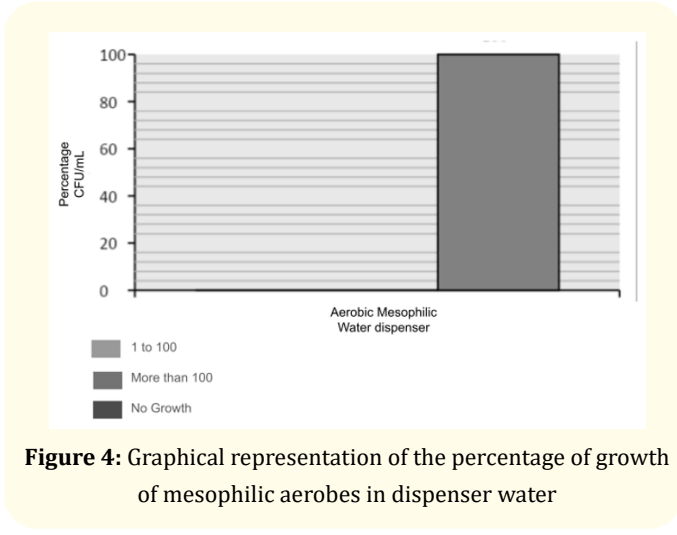 100
80
60
40
20
0
Percentage
CFU/mL
Aerobic Mesophilic
Water dispenser
1 to 100
More than 100
No Growth
Figure 4: Graphical representation of the percentage of growth
of mesophilic aerobes in dispenser water